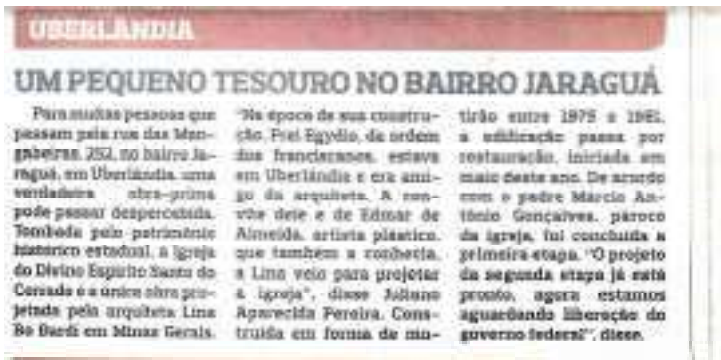 UBERLÂNDIA
UM PEQUENO TESOURO NO BAIRRO JARAGUÁ
Para muitas pessoas que
passam pela rua das Man-
gabeiras, 252, no bairro Ja-
raguá, em Uberlândia, uma
verdadeira obra-prima
pode passar despercebida.
Tombada pelo patrimônio
histórico estadual, a Igreja
do Divino Espírito Santo do
Cerrado é a única obra pro-
jetada pela arquiteta Lina
Bo Bardi em Minas Gerais.
"Na época de sua constru-
ção, Frei Egydio, da ordem
dos franciscanos, estava
em Uberlândia e era ami-
go da arquiteta. A con-
vite dele e de Edmar de
Almeida, artista plástico,
que também a conhecia,
a Lina veio para projetar
a igreja", disse Juliano
Aparecida Pereira. Cons-
truída em forma de mu-
tirão entre 1975 e 1981,
a edificação passa por
restauração, iniciada em
maio deste ano. De acordo
com o padre Márcio An-
tônio Gonçalves, pároco
da igreja, foi concluída a
primeira etapa. "O projeto
da segunda etapa já está
pronto, agora estamos
aguardando liberação do
governo federal", disse.